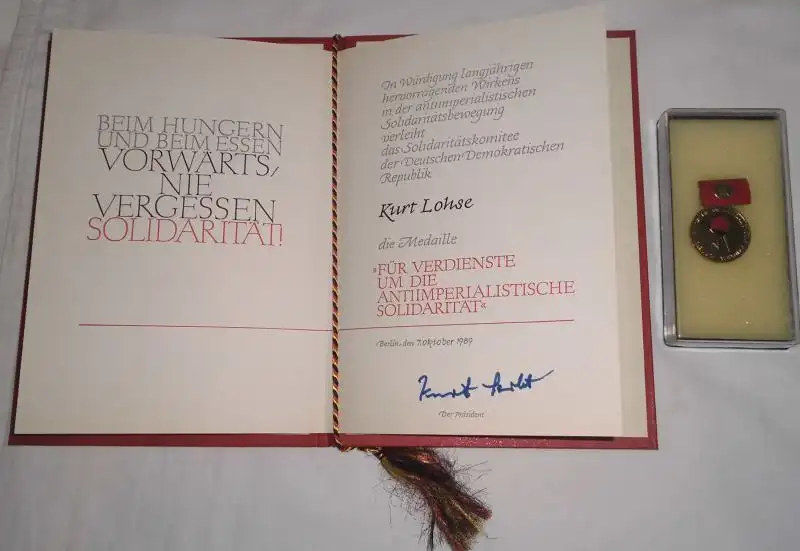 BEIM HUNGERN
UND BEIM ESSEN
VORWÄRTS,
NIE
VERGESSEN
SOLIDARITÄT!
In Würdigung langjährigen
hervorragenden Wirkens
in der antiimperialistischen
Solidaritätsbewegung
verleiht
das Solidaritätskomitee
der Deutschen Demokratischen
Republik
Kurt Lohse
die Medaille
»FÜR VERDIENSTE
UM DIE
ANTIIMPERIALISTISCHE
SOLIDARITÄT«
Berlin, den 7. Oktober 1989
Der Präsident